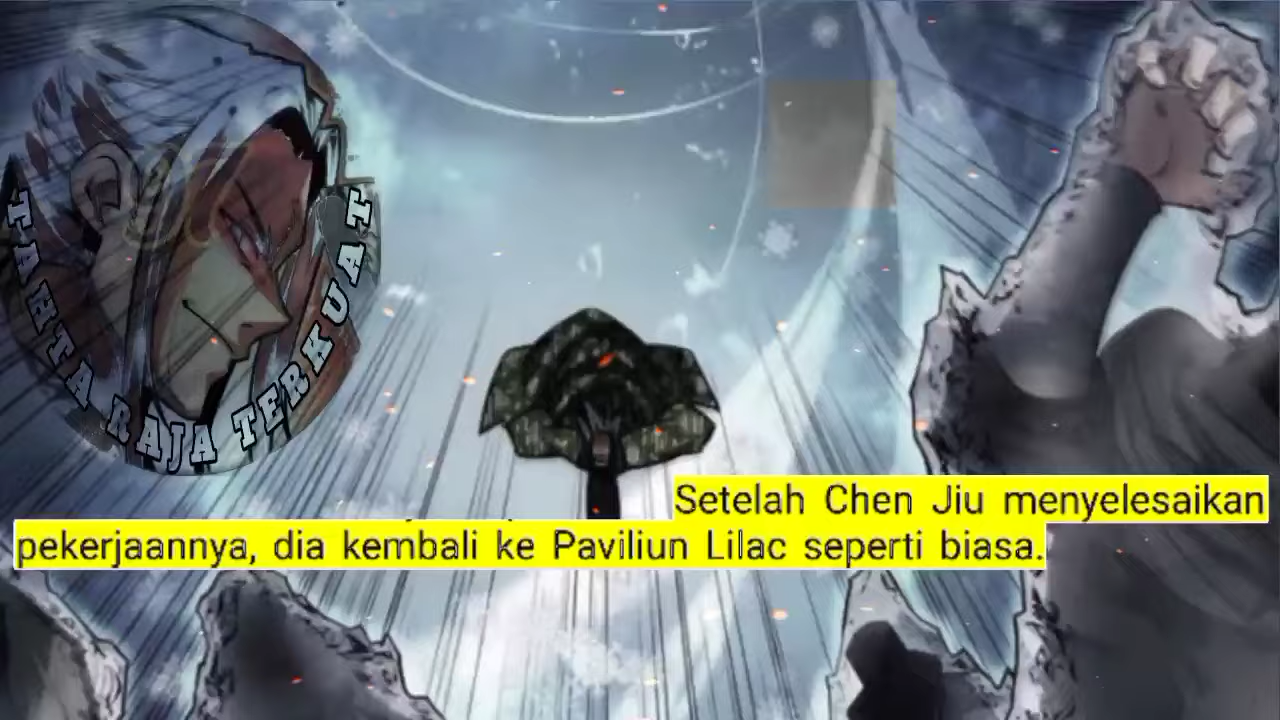 TAHTA RAJA TERKUAT
Setelah Chen Jiu menyelesaikan
pekerjaannya, dia kembali ke Paviliun Lilac seperti biasa.